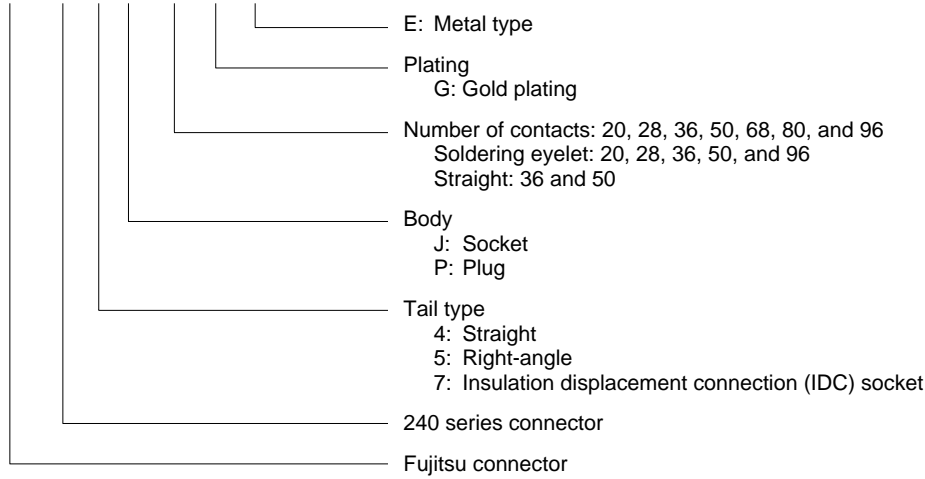 E: Metal type
Plating
G: Gold plating
Number of contacts: 20, 28, 36, 50, 68, 80, and 96
Soldering eyelet: 20, 28, 36, 50, and 96
Straight: 36 and 50
Body
J: Socket
P: Plug
Tail type
4: Straight
5: Right-angle
7: Insulation displacement connection (IDC) socket
240 series connector
Fujitsu connector